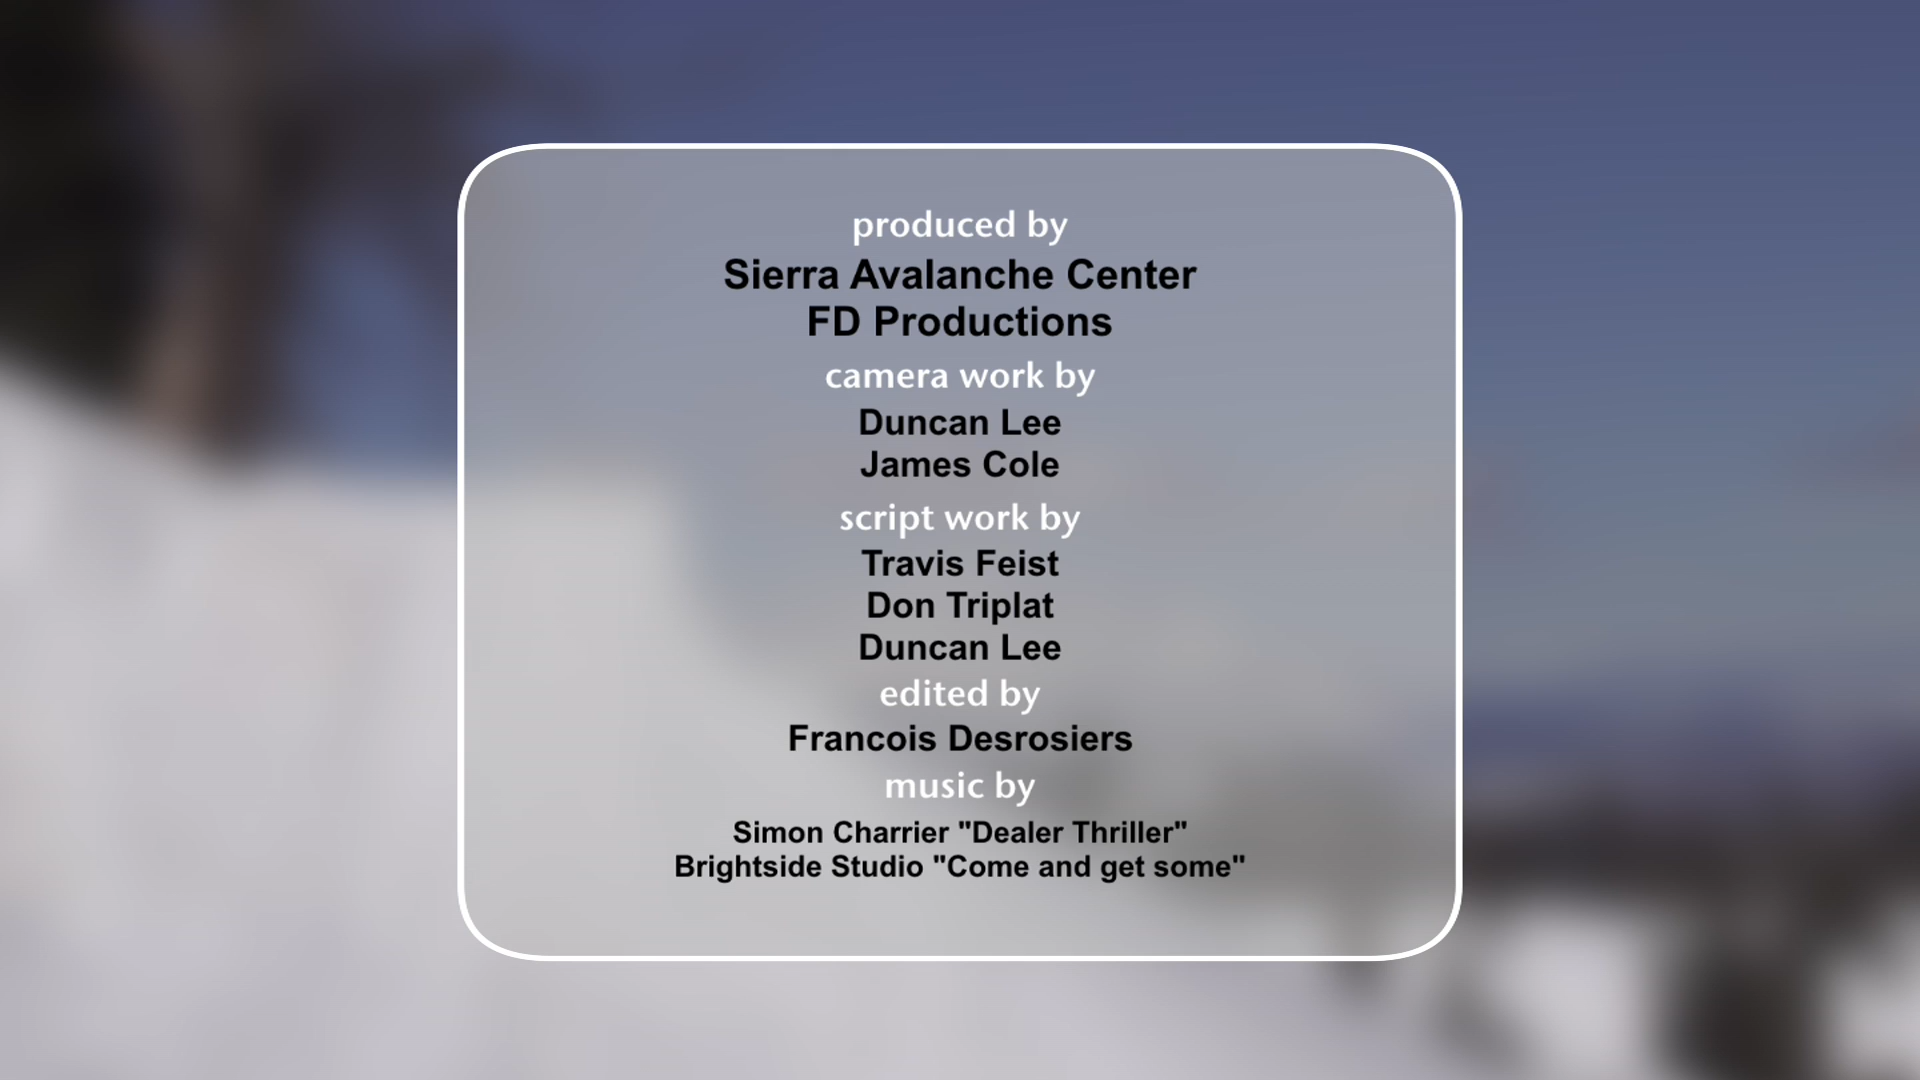 produced by
Sierra Avalanche Center
FD Productions
camera work by
Duncan Lee
James Cole
script work by
Travis Feist
Don Triplat
Duncan Lee
edited by
Francois Desrosiers
music by
Simon Charrier "Dealer Thriller"
Brightside Studio "Come and get some"